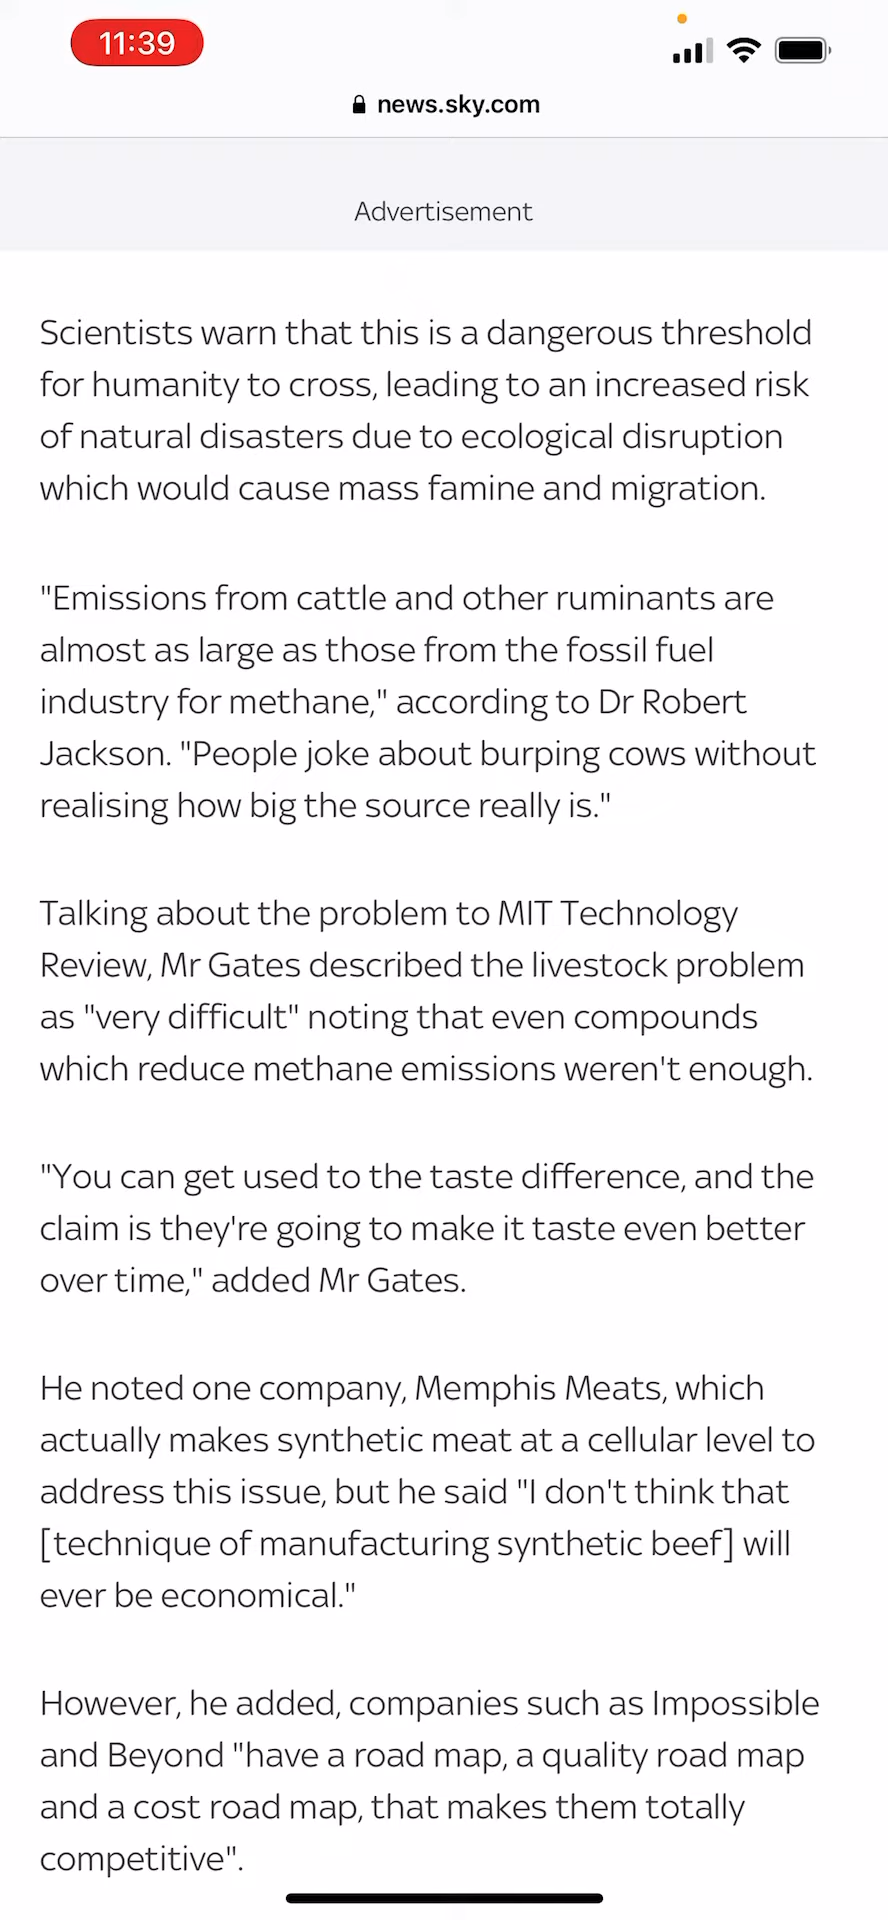 11:39
news.sky.com
Advertisement
Scientists warn that this is a dangerous threshold
for humanity to cross, leading to an increased risk
of natural disasters due to ecological disruption
which would cause mass famine and migration.
"Emissions from cattle and other ruminants are
almost as large as those from the fossil fuel
industry for methane," according to Dr Robert
Jackson. "People joke about burping cows without
realising how big the source really is."
Talking about the problem to MIT Technology
Review, Mr Gates described the livestock problem
as "very difficult" noting that even compounds
which reduce methane emissions weren't enough.
"You can get used to the taste difference, and the
claim is they're going to make it taste even better
over time," added Mr Gates.
He noted one company, Memphis Meats, which
actually makes synthetic meat at a cellular level to
address this issue, but he said "I don't think that
[technique of manufacturing synthetic beef] will
ever be economical."
However, he added, companies such as Impossible
and Beyond "have a road map, a quality road map
and a cost road map, that makes them totally
competitive".